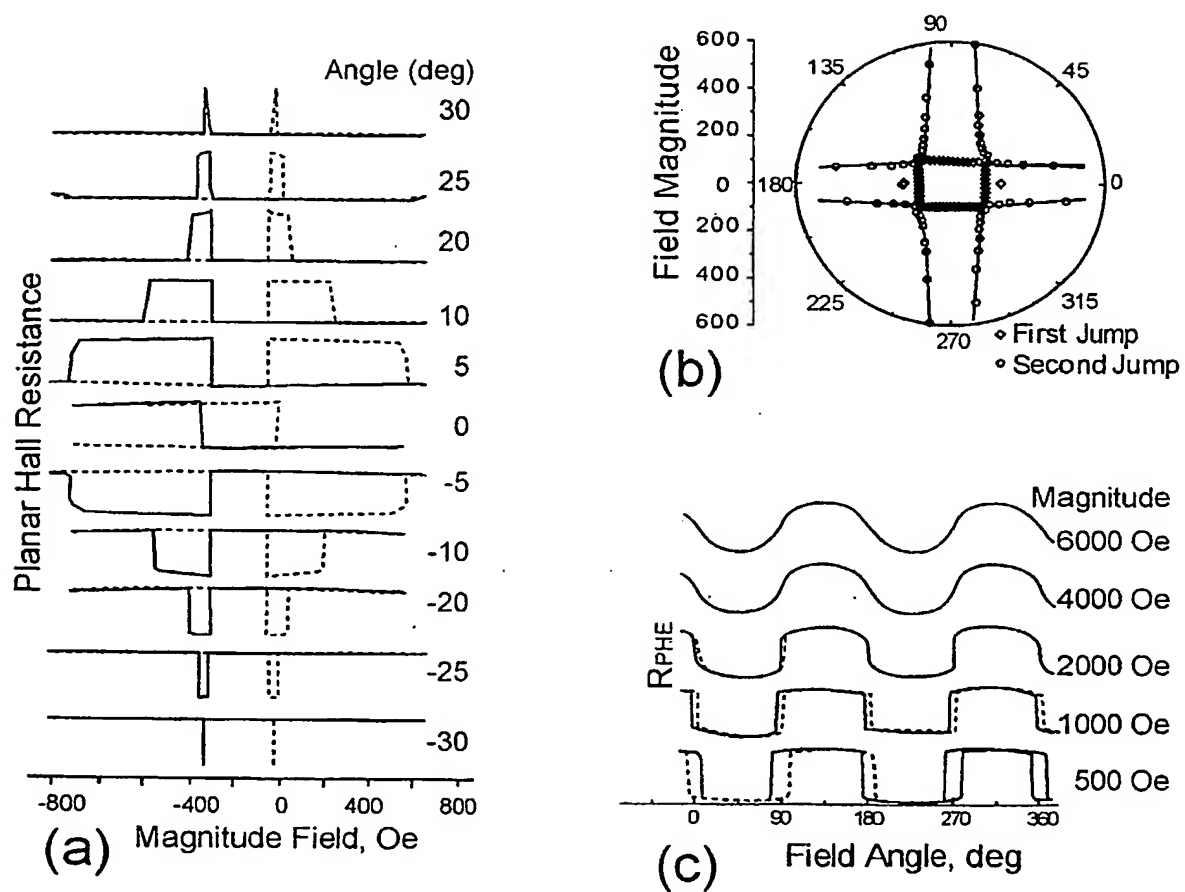 Angle (deg)
30
25
20
10
5
0
-5
-10
-20
-25
-30
Planar Hall Resistance
-800 -400 0 400 800
Magnitude Field, Oe
(a)
Field Magnitude
600
400
200
0
200
400
600
90
135 45
180 0
225 315
270
First Jump
Second Jump
(b)
Magnitude
6000 Oe
4000 Oe
2000 Oe
1000 Oe
500 Oe
RPHE
0 90 180 270 360
Field Angle, deg
(c)